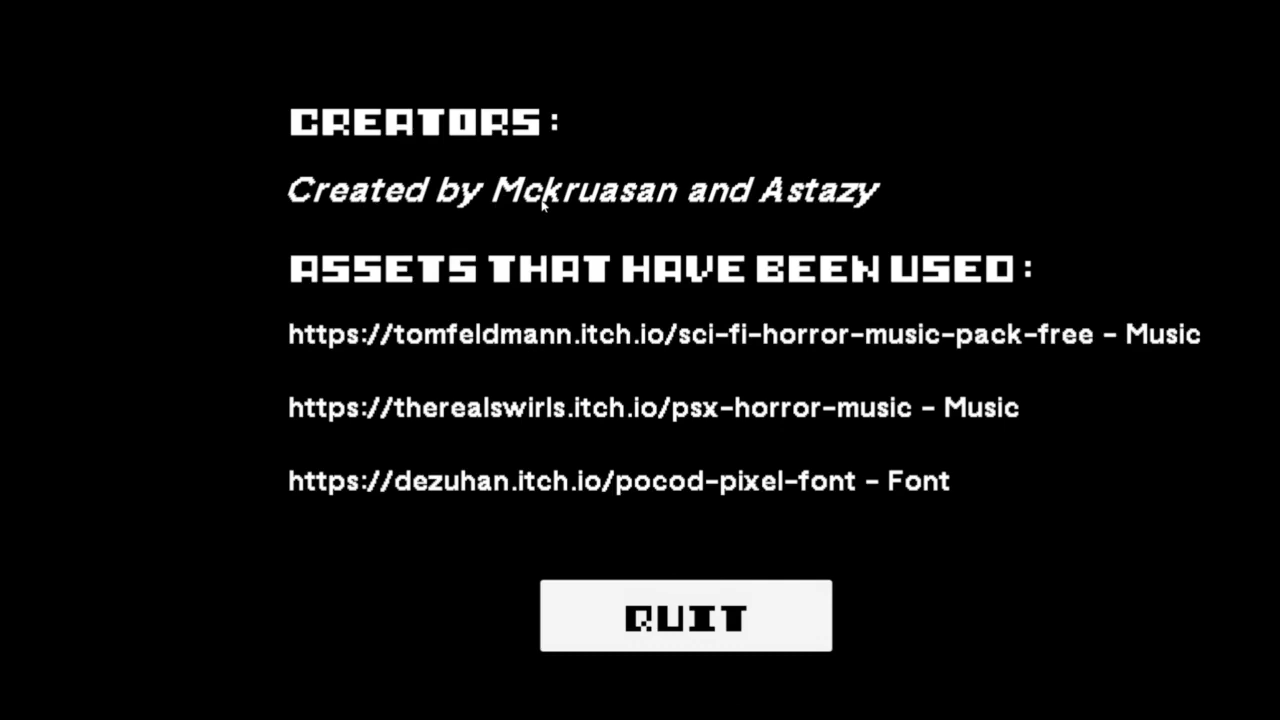 CREATORS:
Created by Mckruasan and Astazy
ASSETS THAT HAVE BEEN USED:
https://tomfeldmann.itch.io/sci-fi-horror-music-pack-free - Music
https://therealswirls.itch.io/psx-horror-music - Music
https://dezuhan.itch.io/pocod-pixel-font - Font
QUIT